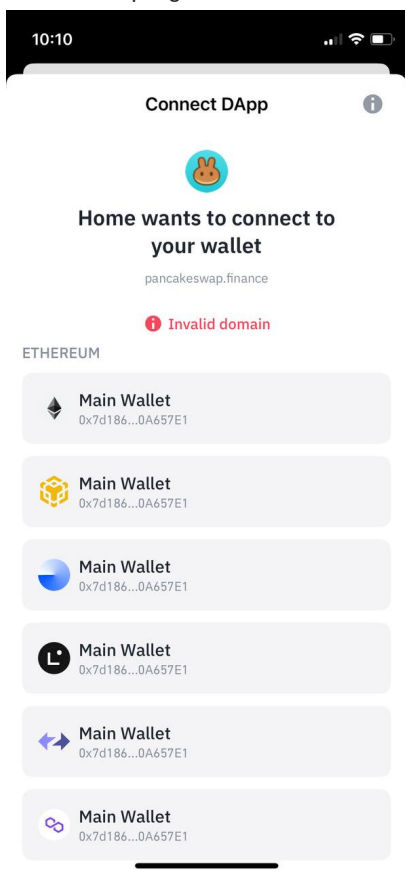 10:10
Connect DApp
Home wants to connect to
your wallet
pancakeswap.finance
Invalid domain
ETHEREUM
Main Wallet
0x7d186...0A657E1
Main Wallet
0x7d186...0A657E1
Main Wallet
0x7d186...0A657E1
Main Wallet
0x7d186...0A657E1
Main Wallet
0x7d186...0A657E1
Main Wallet
0x7d186...0A657E1